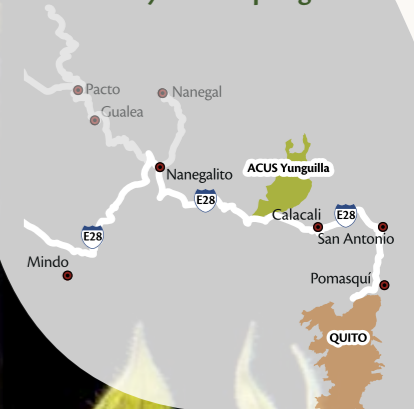 Pacto
Nanegal
Gualea
ACUS Yunguilla
Nanegalito
E28
Calacali
E28
E28
San Antonio
Mindo
Pomasquí
QUITO